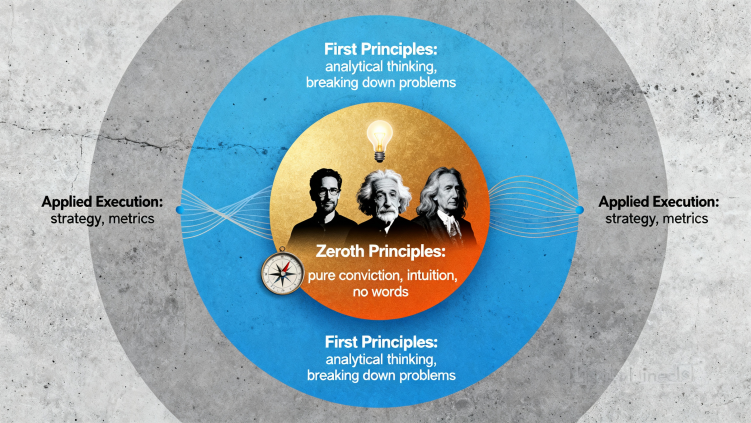 First Principles:
analytical thinking,
breaking down problems
Applied Execution:
strategy, metrics
Applied Execution:
strategy, metrics
Zeroth Principles:
pure conviction, intuition,
no words
First Principles:
analytical thinking,
breaking down problems